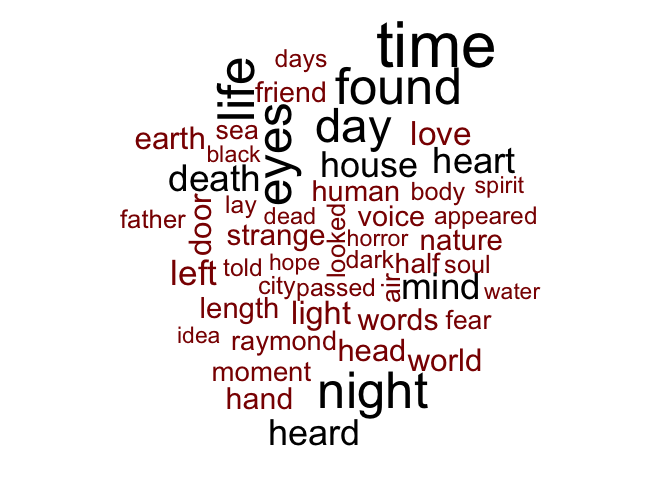 time
days
life
friend
found
eyes
day
love
sea
earth
black
house
heart
death
human
body
spirit
lay
father
door
dead
looked
voice
appeared
strange
horror
nature
left
told
hope
dark
half
soul
city
passed
air
mind
water
length
light
words
fear
idea
raymond
head
world
moment
hand
night
heard